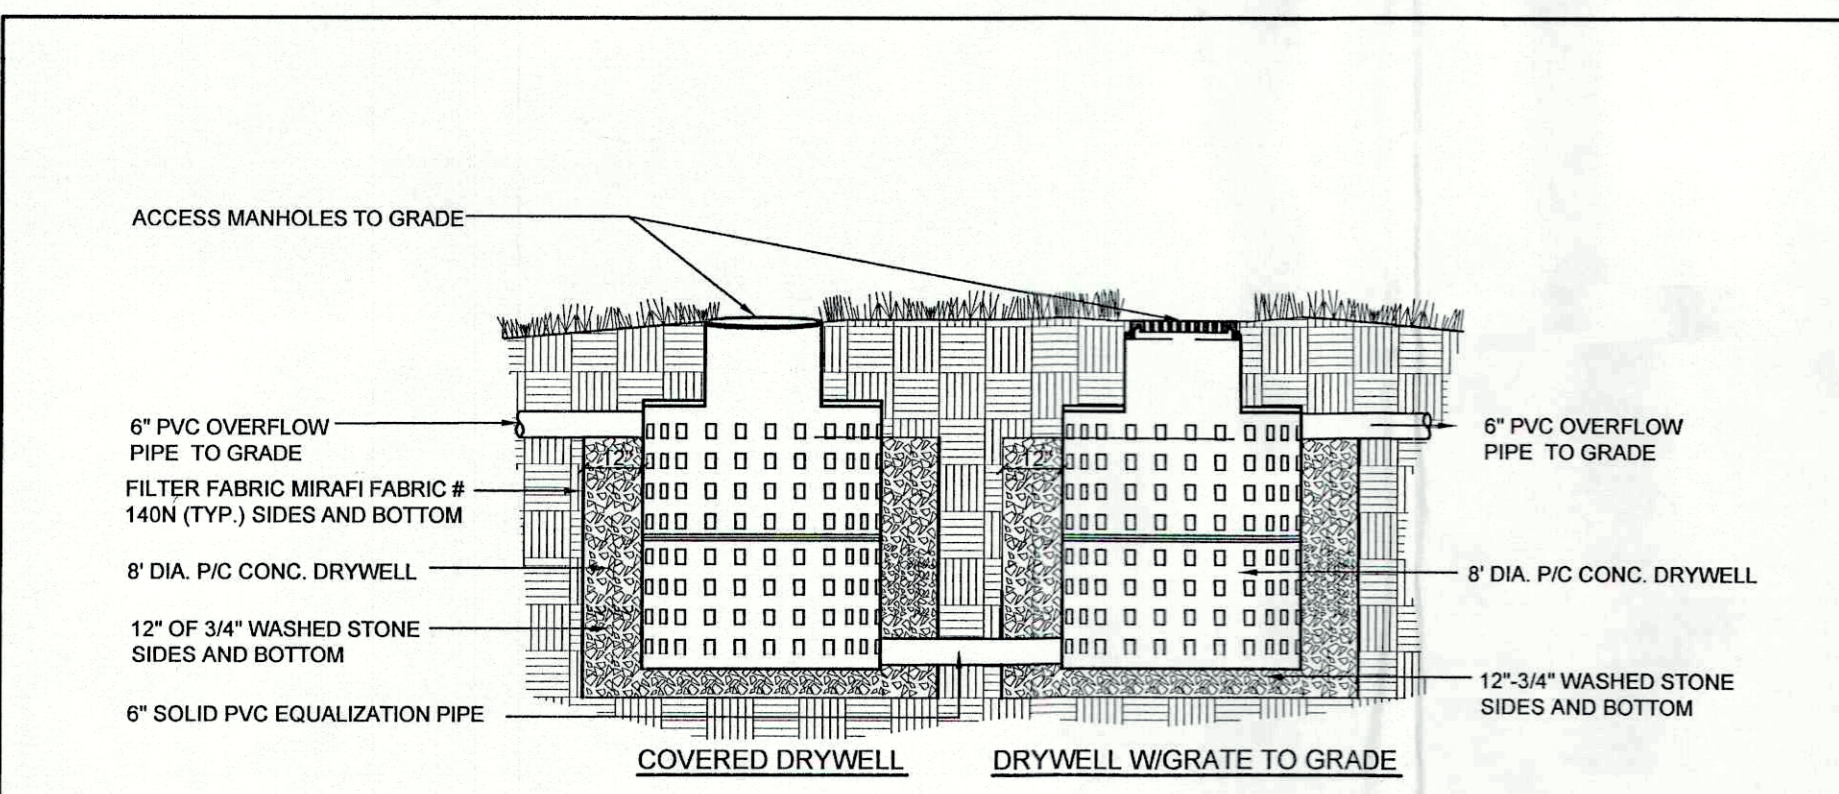 ACCESS MANHOLES TO GRADE
6" PVC OVERFLOW
PIPE TO GRADE
12"
12"
6" PVC OVERFLOW
PIPE TO GRADE
FILTER FABRIC MIRAFI FABRIC #
140N (TYP.) SIDES AND BOTTOM
8' DIA. P/C CONC. DRYWELL
8' DIA. P/C CONC. DRYWELL
12" OF 3/4" WASHED STONE
SIDES AND BOTTOM
12"-3/4" WASHED STONE
SIDES AND BOTTOM
6" SOLID PVC EQUALIZATION PIPE
COVERED DRYWELL
DRYWELL W/GRATE TO GRADE